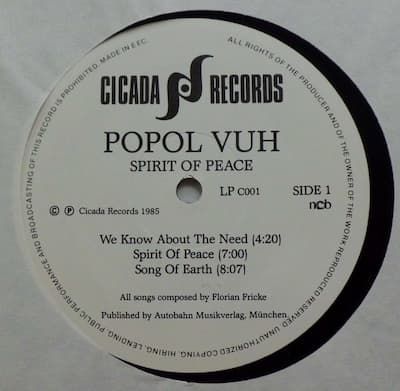 CICADA RECORDS
POPOL VUH
SPIRIT OF PEACE
LP C001 SIDE 1
ncb
© ℗ Cicada Records 1985
We Know About The Need (4:20)
Spirit Of Peace (7:00)
Song Of Earth (8:07)
All songs composed by Florian Fricke
Published by Autobahn Musikverlag, München
ALL RIGHTS OF THE PRODUCER AND OF THE OWNER OF THE WORK REPRODUCED. UNAUTHORIZED COPYING, HIRING, LENDING, PUBLIC PERFORMANCE AND BROADCASTING OF THIS RECORD IS PROHIBITED. MADE IN E.E.C.